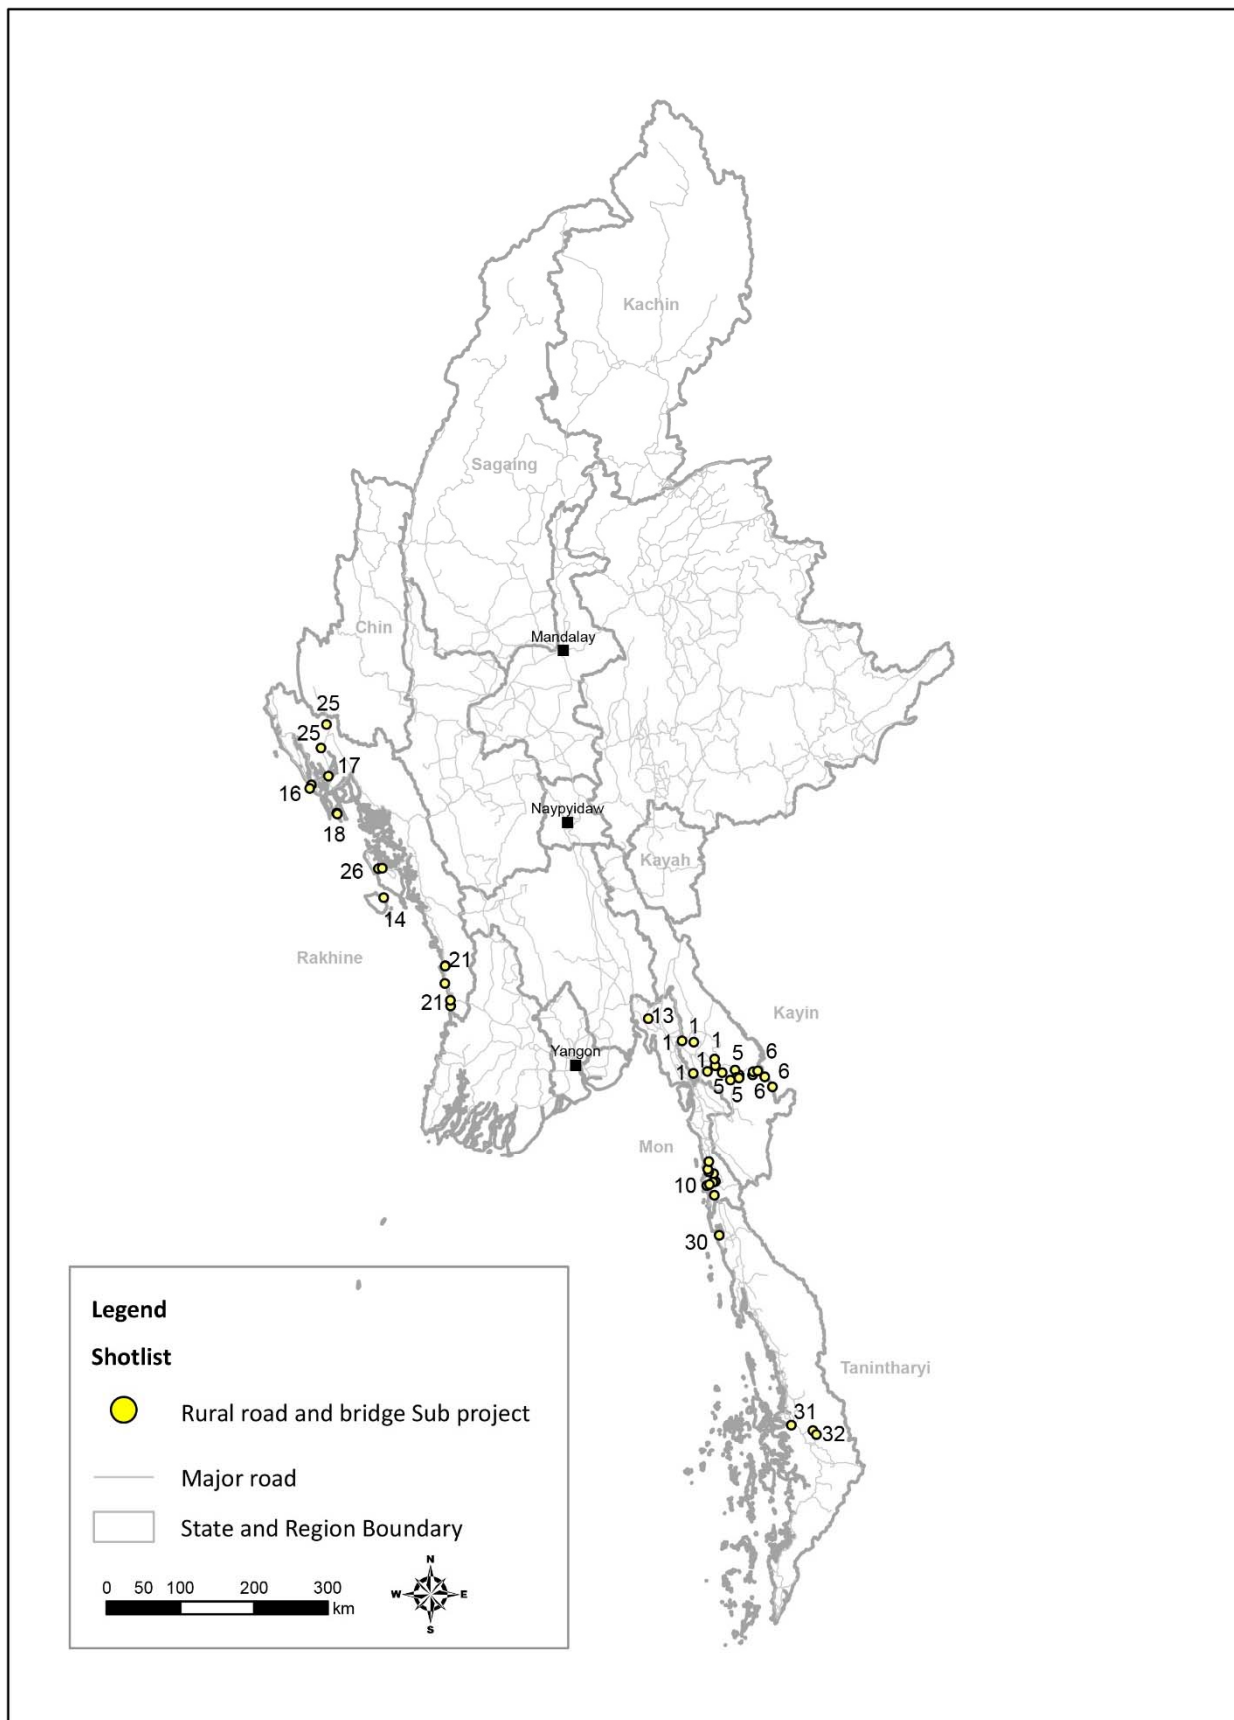 Kachin
Sagaing
Chin
Mandalay
25
25
17
16
18
Naypyidaw
Kayah
26
14
21
Rakhine
21
13
Kayin
1
1
1
5
6
Yangon
1
1
5
5
6
6
Mon
10
30
Tanintharyi
31
32
Legend
Shotlist
Rural road and bridge Sub project
Major road
State and Region Boundary
N
W E
S
0 50 100 200 300
km